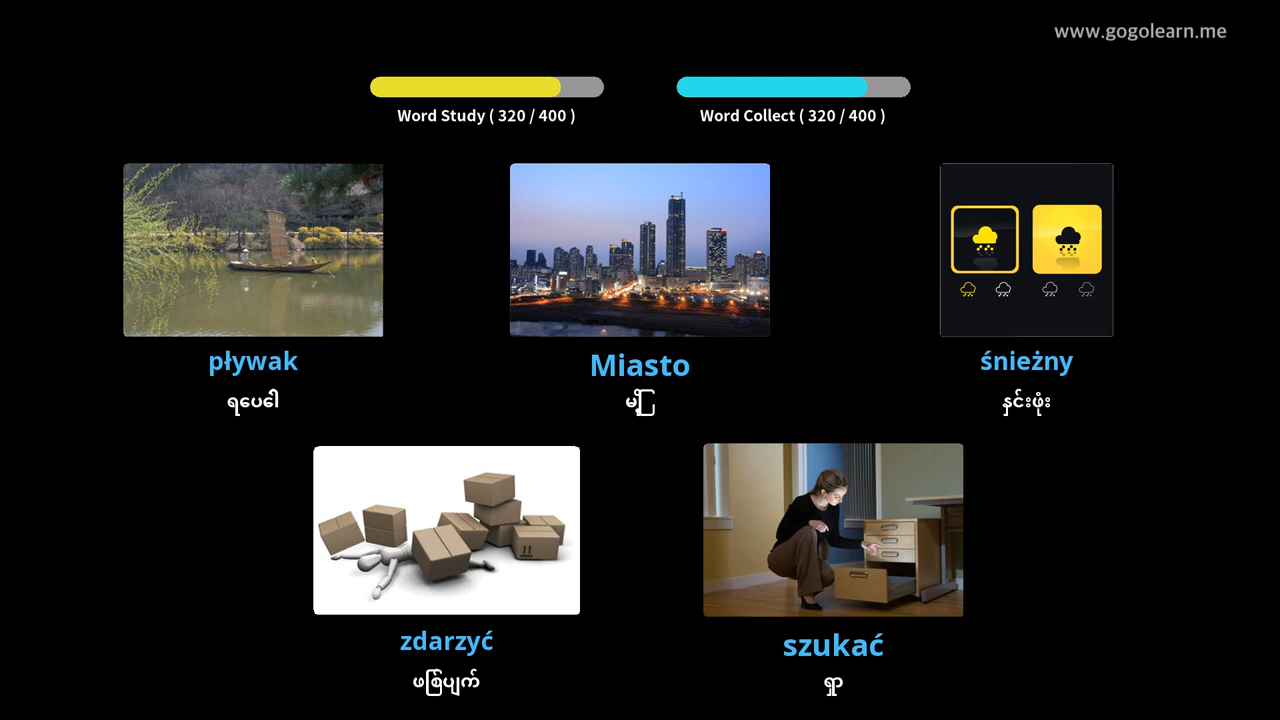 www.gogolearn.me
Word Study ( 320 / 400 ) Word Collect ( 320 / 400 )
pływak Miasto śnieżny
ရေပေါ် မြို့ နှင်းဖုံး
zdarzyć szukać
ဖြစ်ပျက် ရှာ